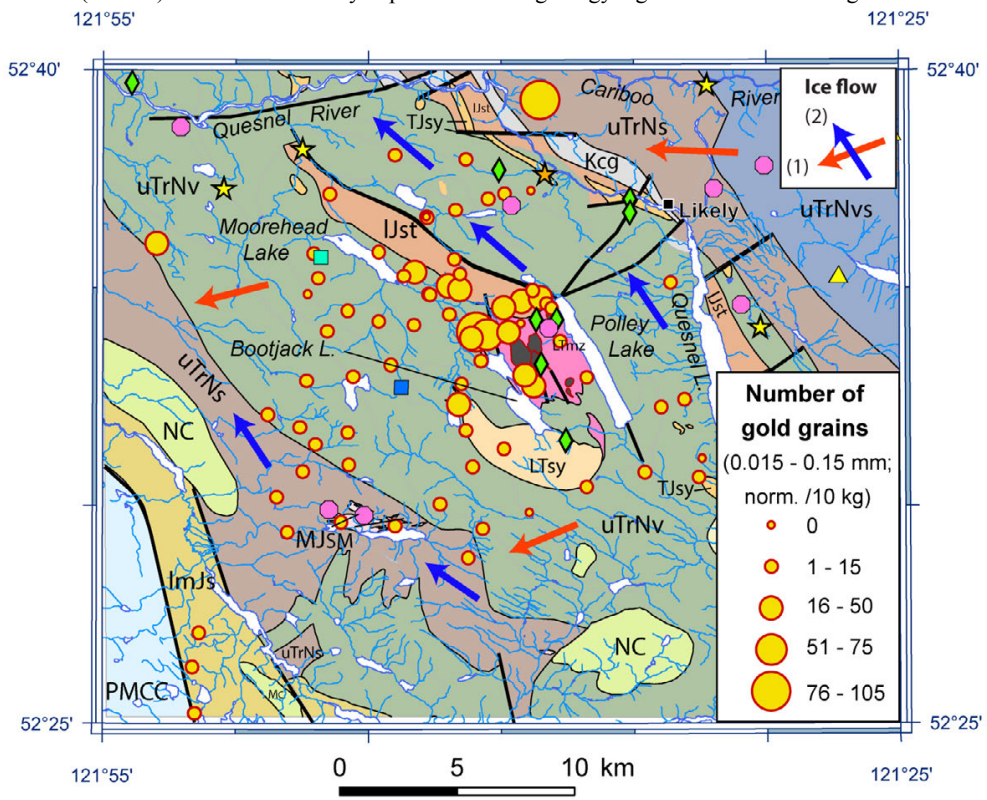 121°55'
121°25'
52°40'
52°40'
Ice flow
(2)
(1)
Cariboo
River
uTrNs
lJst
TJsy
Quesnel River
Kcg
uTrNv
Likely
uTrNvs
Moorehead
Lake
lJst
lJst
Quesnel L.
Polley
Lake
LTmz
Bootjack L.
uTrNs
NC
LTsy
TJsy
uTrNv
MJSM
lmJs
uTrNs
NC
PMCC
MC
Number of
gold grains
(0.015 - 0.15 mm;
norm. /10 kg)
0
1 - 15
16 - 50
51 - 75
76 - 105
52°25'
52°25'
121°55'
121°25'
0 5 10 km